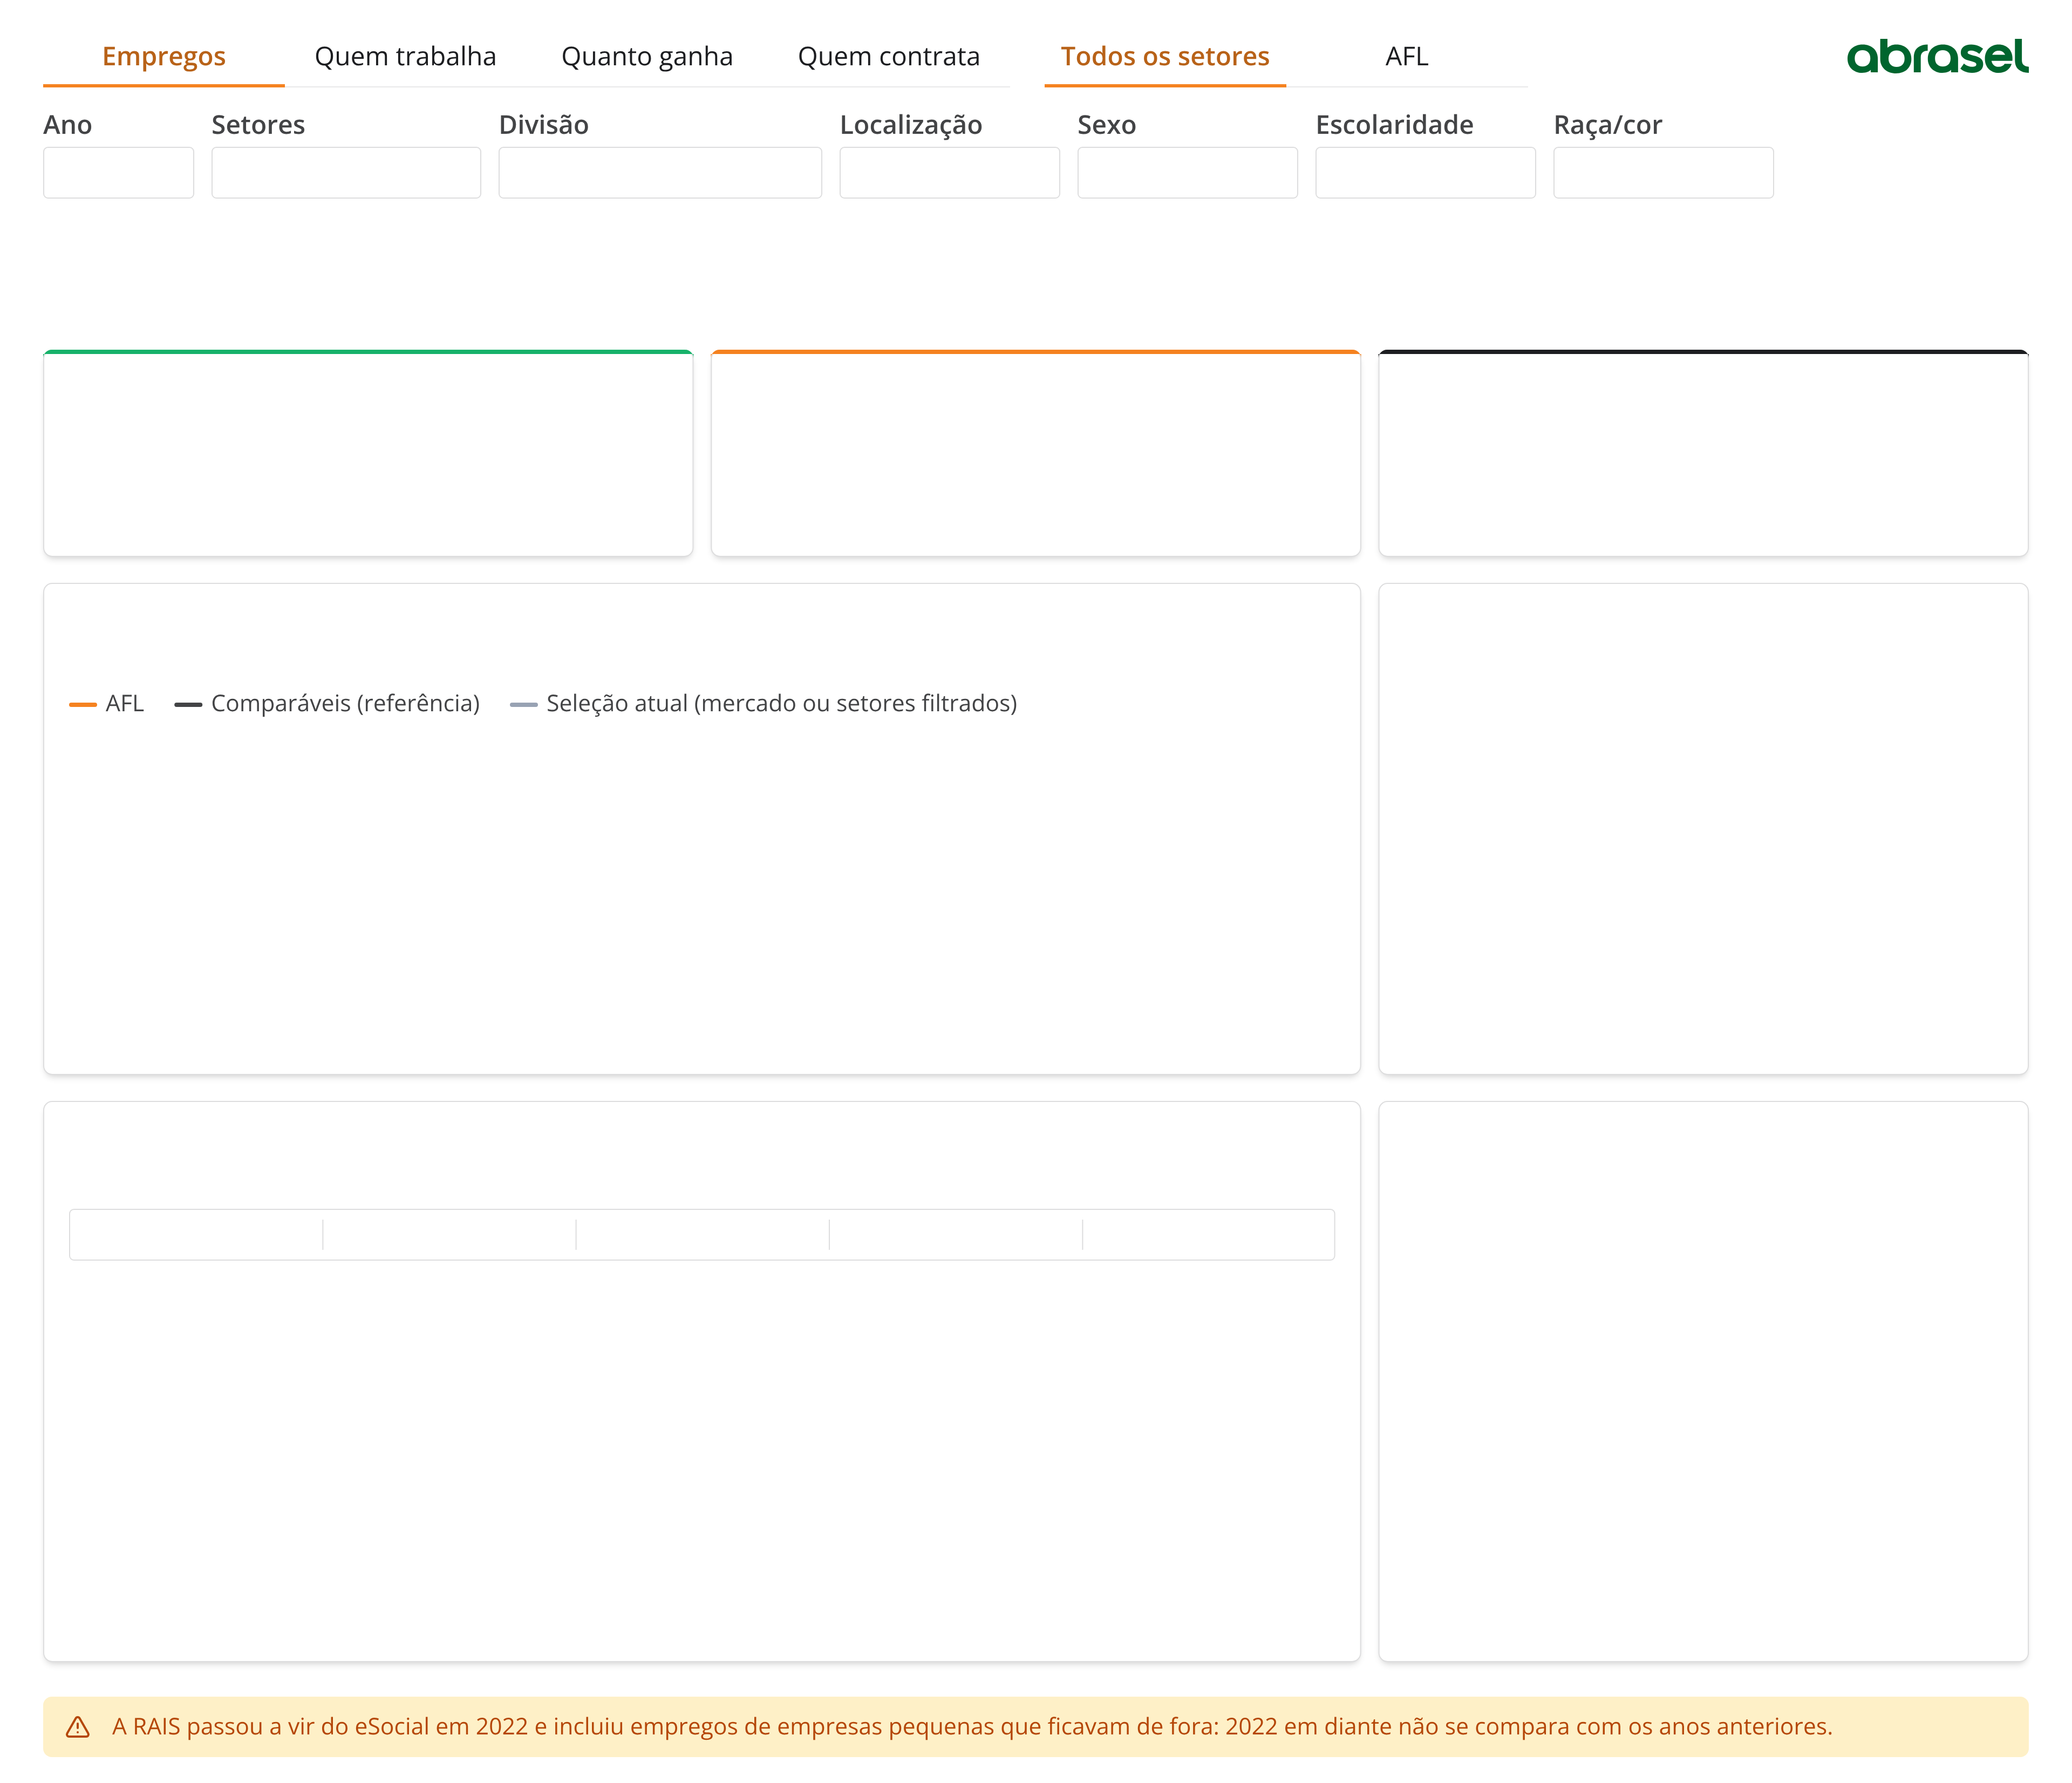 Empregos Quem trabalha Quanto ganha Quem contrata Todos os setores AFL abrasel
Ano Setores Divisão Localização Sexo Escolaridade Raça/cor
AFL Comparáveis (referência) Seleção atual (mercado ou setores filtrados)
A RAIS passou a vir do eSocial em 2022 e incluiu empregos de empresas pequenas que ficavam de fora: 2022 em diante não se compara com os anos anteriores.